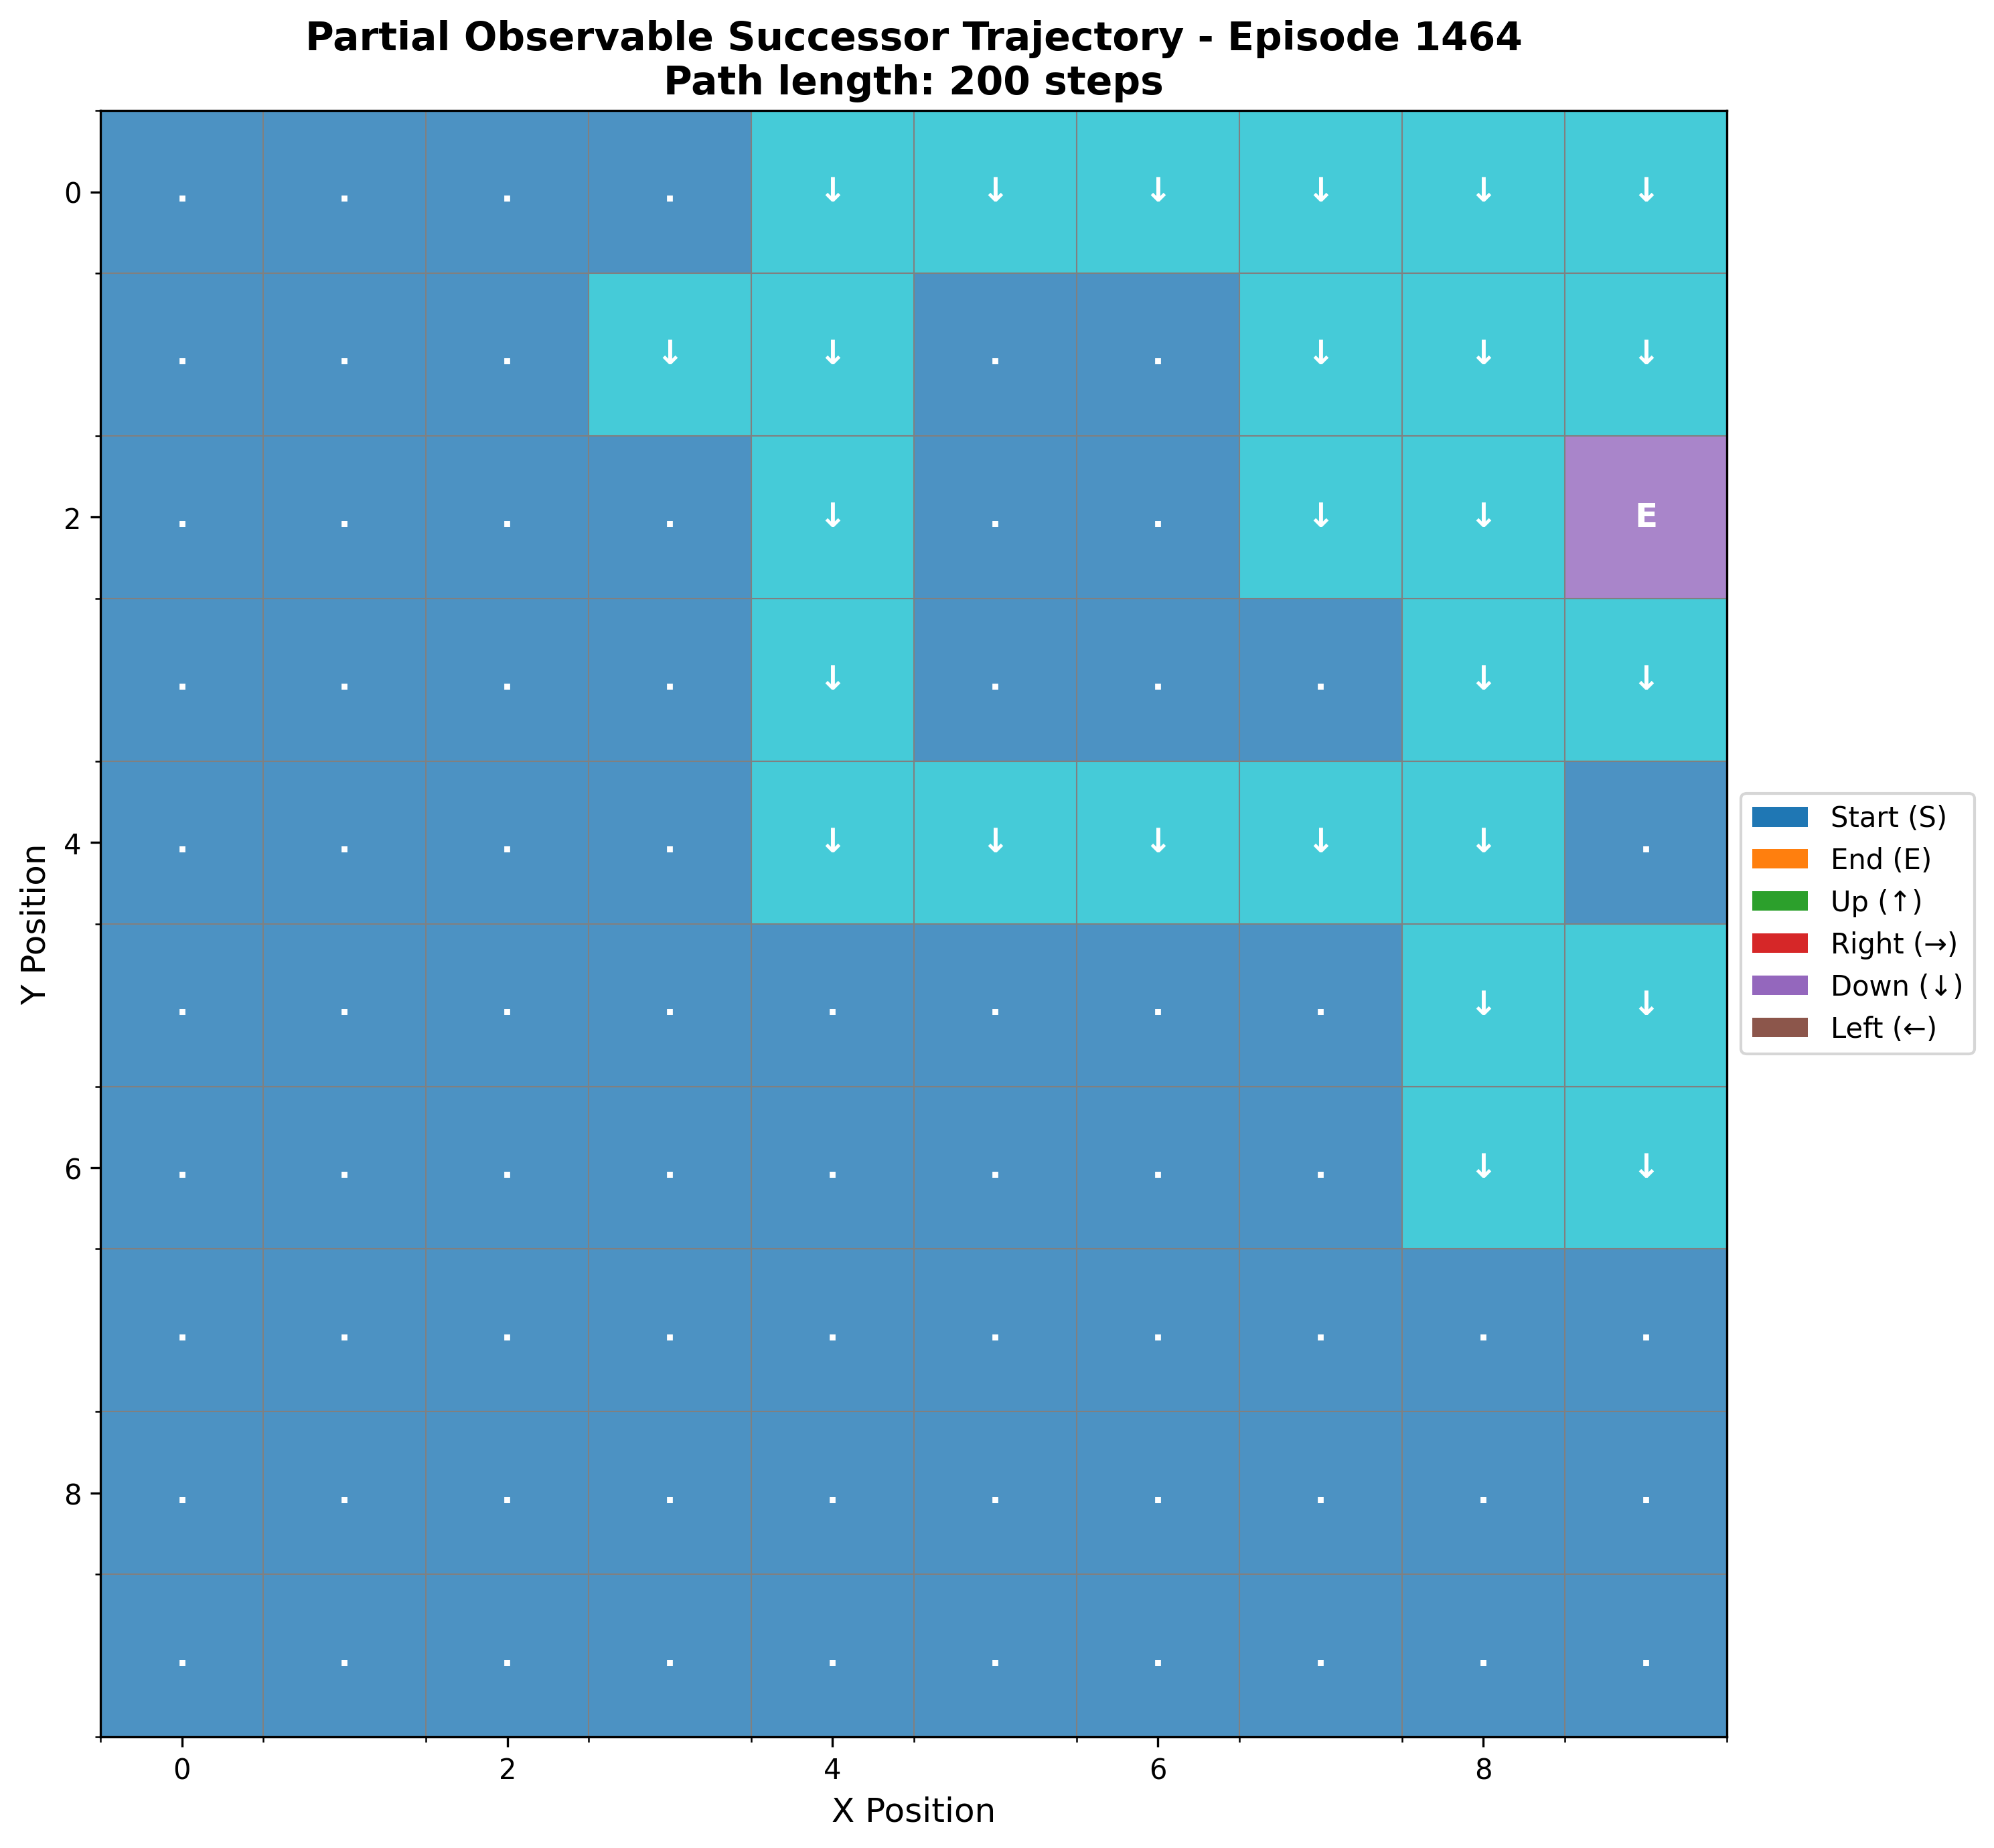 Partial Observable Successor Trajectory - Episode 1464
Path length: 200 steps
0 . . . . ↓ ↓ ↓ ↓ ↓ ↓
. . . ↓ ↓ . . ↓ ↓ ↓
2 . . . . ↓ . . ↓ ↓ E
. . . . ↓ . . . ↓ ↓
4 . . . . ↓ ↓ ↓ ↓ ↓ .
. . . . . . . . ↓ ↓
6 . . . . . . . . ↓ ↓
. . . . . . . . . .
8 . . . . . . . . . .
. . . . . . . . . .
0 2 4 6 8
X Position
Y Position
Start (S)
End (E)
Up (↑)
Right (→)
Down (↓)
Left (←)